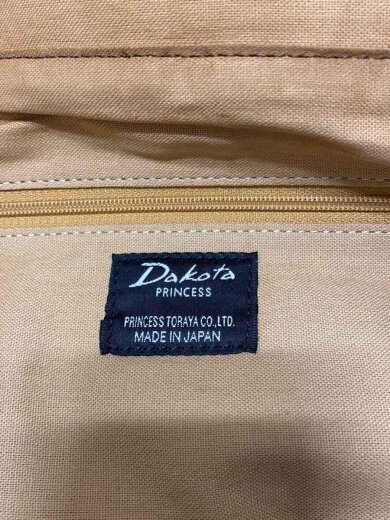 Dakota
PRINCESS
PRINCESS TORAYA CO.,LTD.
MADE IN JAPAN